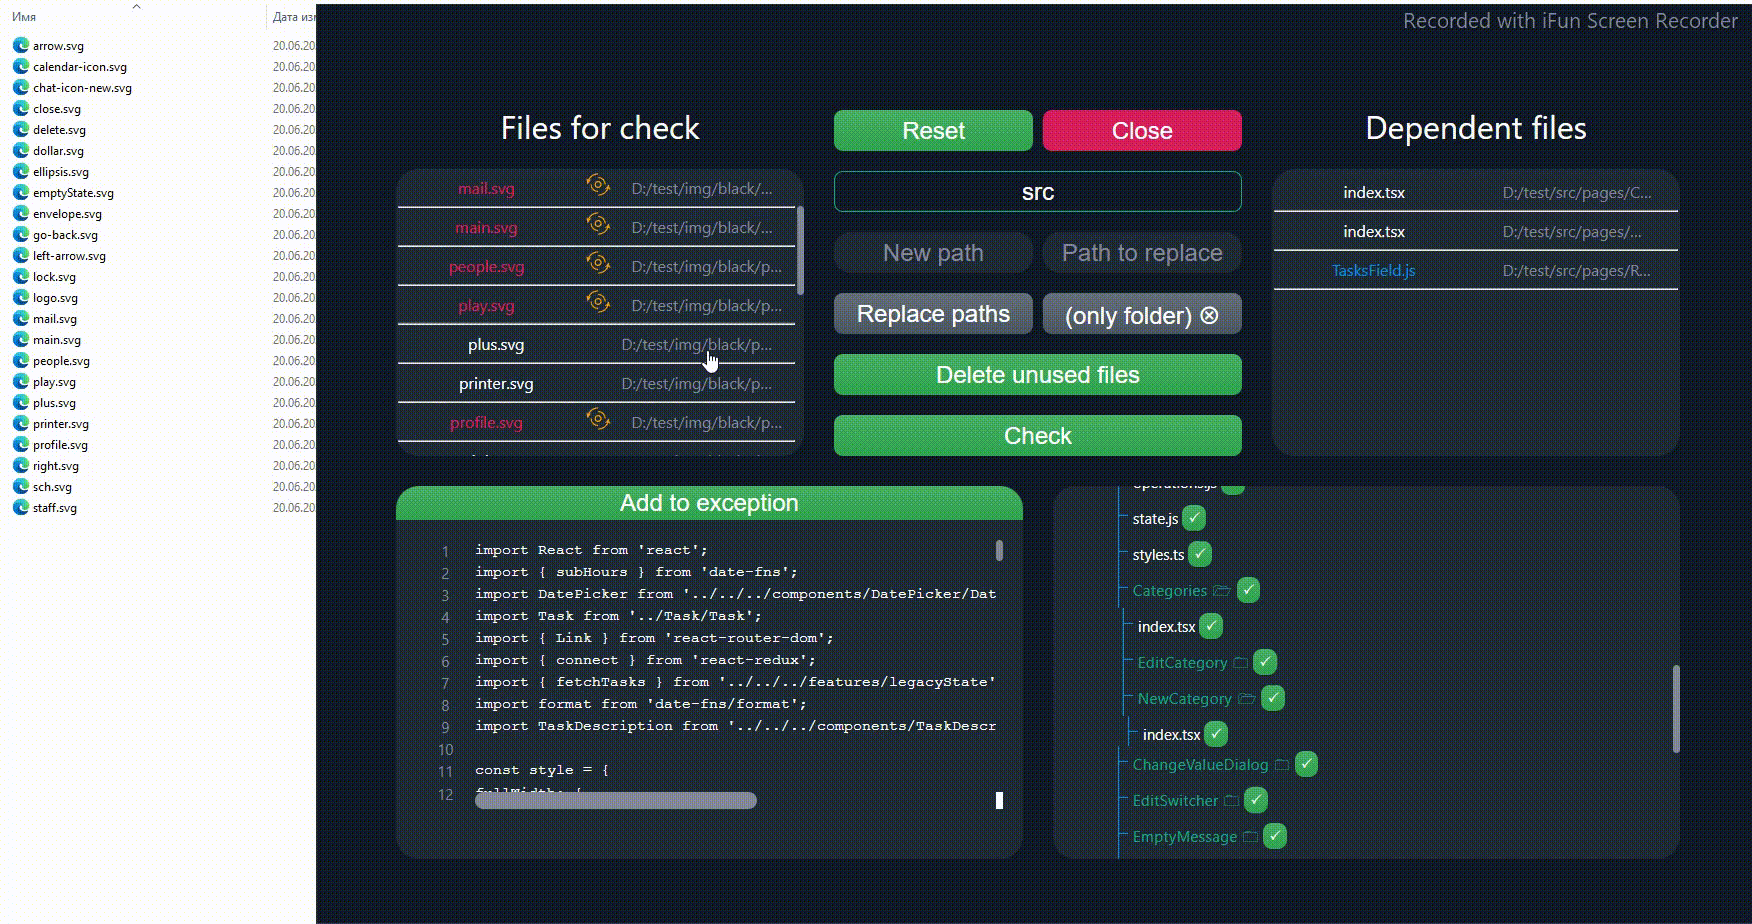 Имя
Дата из
arrow.svg 20.06.20
calendar-icon.svg 20.06.20
chat-icon-new.svg 20.06.20
close.svg 20.06.20
delete.svg 20.06.20
dollar.svg 20.06.20
ellipsis.svg 20.06.20
emptyState.svg 20.06.20
envelope.svg 20.06.20
go-back.svg 20.06.20
left-arrow.svg 20.06.20
lock.svg 20.06.20
logo.svg 20.06.20
mail.svg 20.06.20
main.svg 20.06.20
people.svg 20.06.20
play.svg 20.06.20
plus.svg 20.06.20
printer.svg 20.06.20
profile.svg 20.06.20
right.svg 20.06.20
sch.svg 20.06.20
staff.svg 20.06.20
Recorded with iFun Screen Recorder
Files for check
mail.svg D:/test/img/black/...
main.svg D:/test/img/black/...
people.svg D:/test/img/black/p...
play.svg D:/test/img/black/p...
plus.svg D:/test/img/black/p...
printer.svg D:/test/img/black/p...
profile.svg D:/test/img/black/p...
Reset
Close
src
New path
Path to replace
Replace paths
(only folder) ⊗
Delete unused files
Check
Dependent files
index.tsx D:/test/src/pages/C...
index.tsx D:/test/src/pages/...
TasksField.js D:/test/src/pages/R...
Add to exception
1 import React from 'react';
2 import { subHours } from 'date-fns';
3 import DatePicker from '../../../components/DatePicker/Dat
4 import Task from '../Task/Task';
5 import { Link } from 'react-router-dom';
6 import { connect } from 'react-redux';
7 import { fetchTasks } from '../../../features/legacyState'
8 import format from 'date-fns/format';
9 import TaskDescription from '../../../components/TaskDescr
10
11 const style = {
12 fullWidth: {
operations.js
state.js ✓
styles.ts ✓
Categories ✓
index.tsx ✓
EditCategory ✓
NewCategory ✓
index.tsx ✓
ChangeValueDialog ✓
EditSwitcher ✓
EmptyMessage ✓